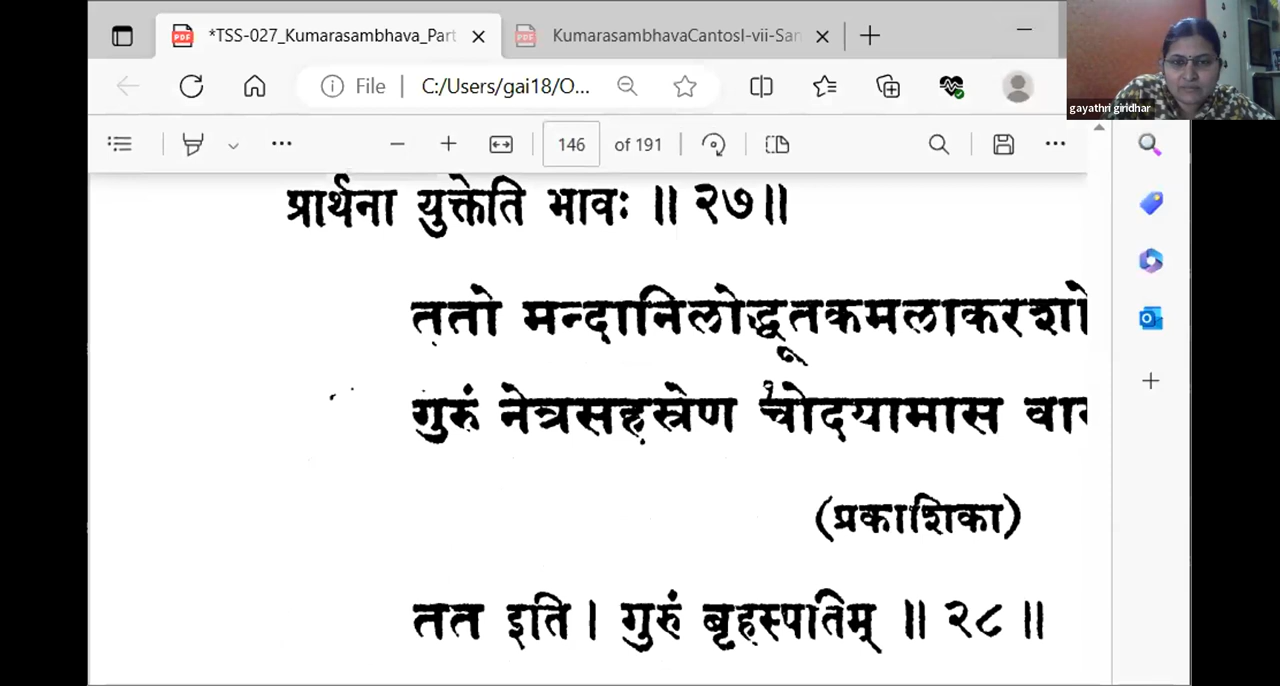 *TSS-027_Kumarasambhava_Part
KumarasambhavaCantosI-vii-San
File
C:/Users/gai18/O...
gayathri giridhar
146 of 191
प्रार्थना युक्तेति भावः ॥ २७॥
ततो मन्दानिलोद्धूतकमलाकरशो
गुरुं नेत्रसहस्रेण चोदयामास वा
(प्रकाशिका)
तत इति । गुरुं बृहस्पतिम् ॥ २८ ॥